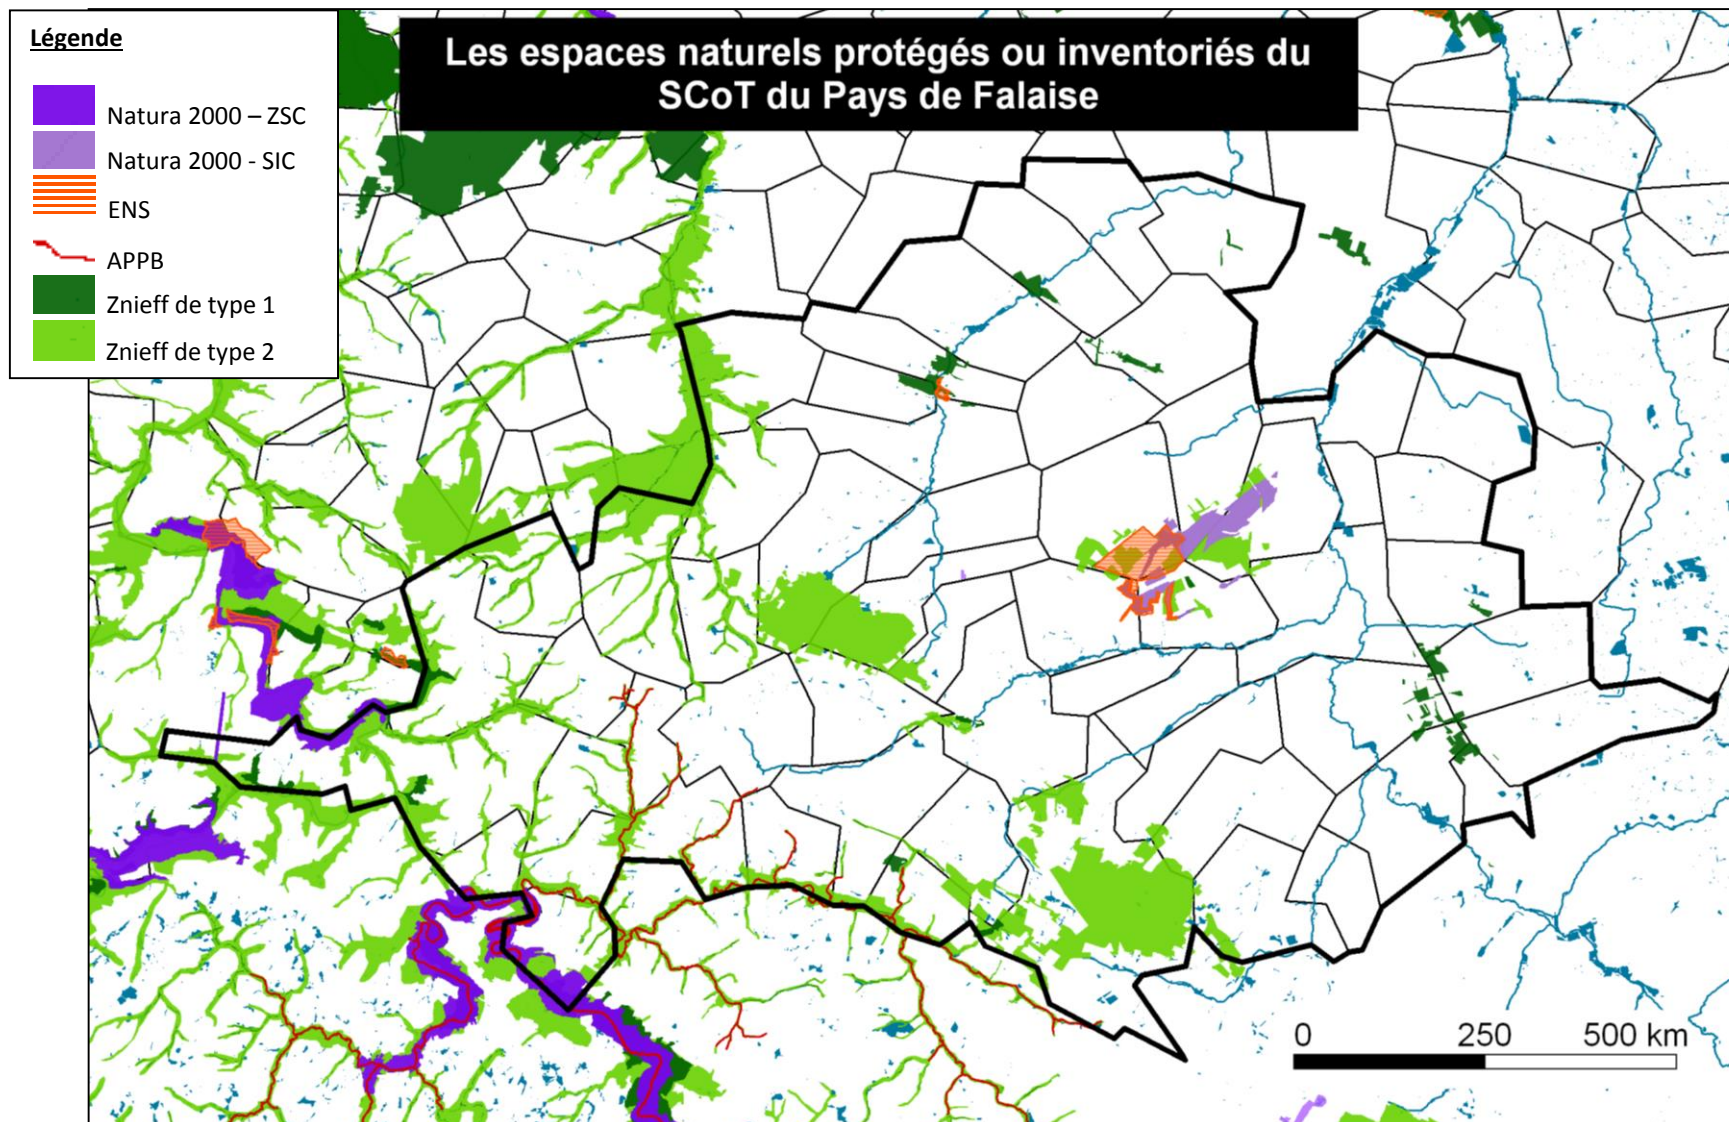 Légende
Natura 2000 – ZSC
Natura 2000 - SIC
ENS
APPB
Znieff de type 1
Znieff de type 2
Les espaces naturels protégés ou inventoriés du
SCoT du Pays de Falaise
0 250 500 km